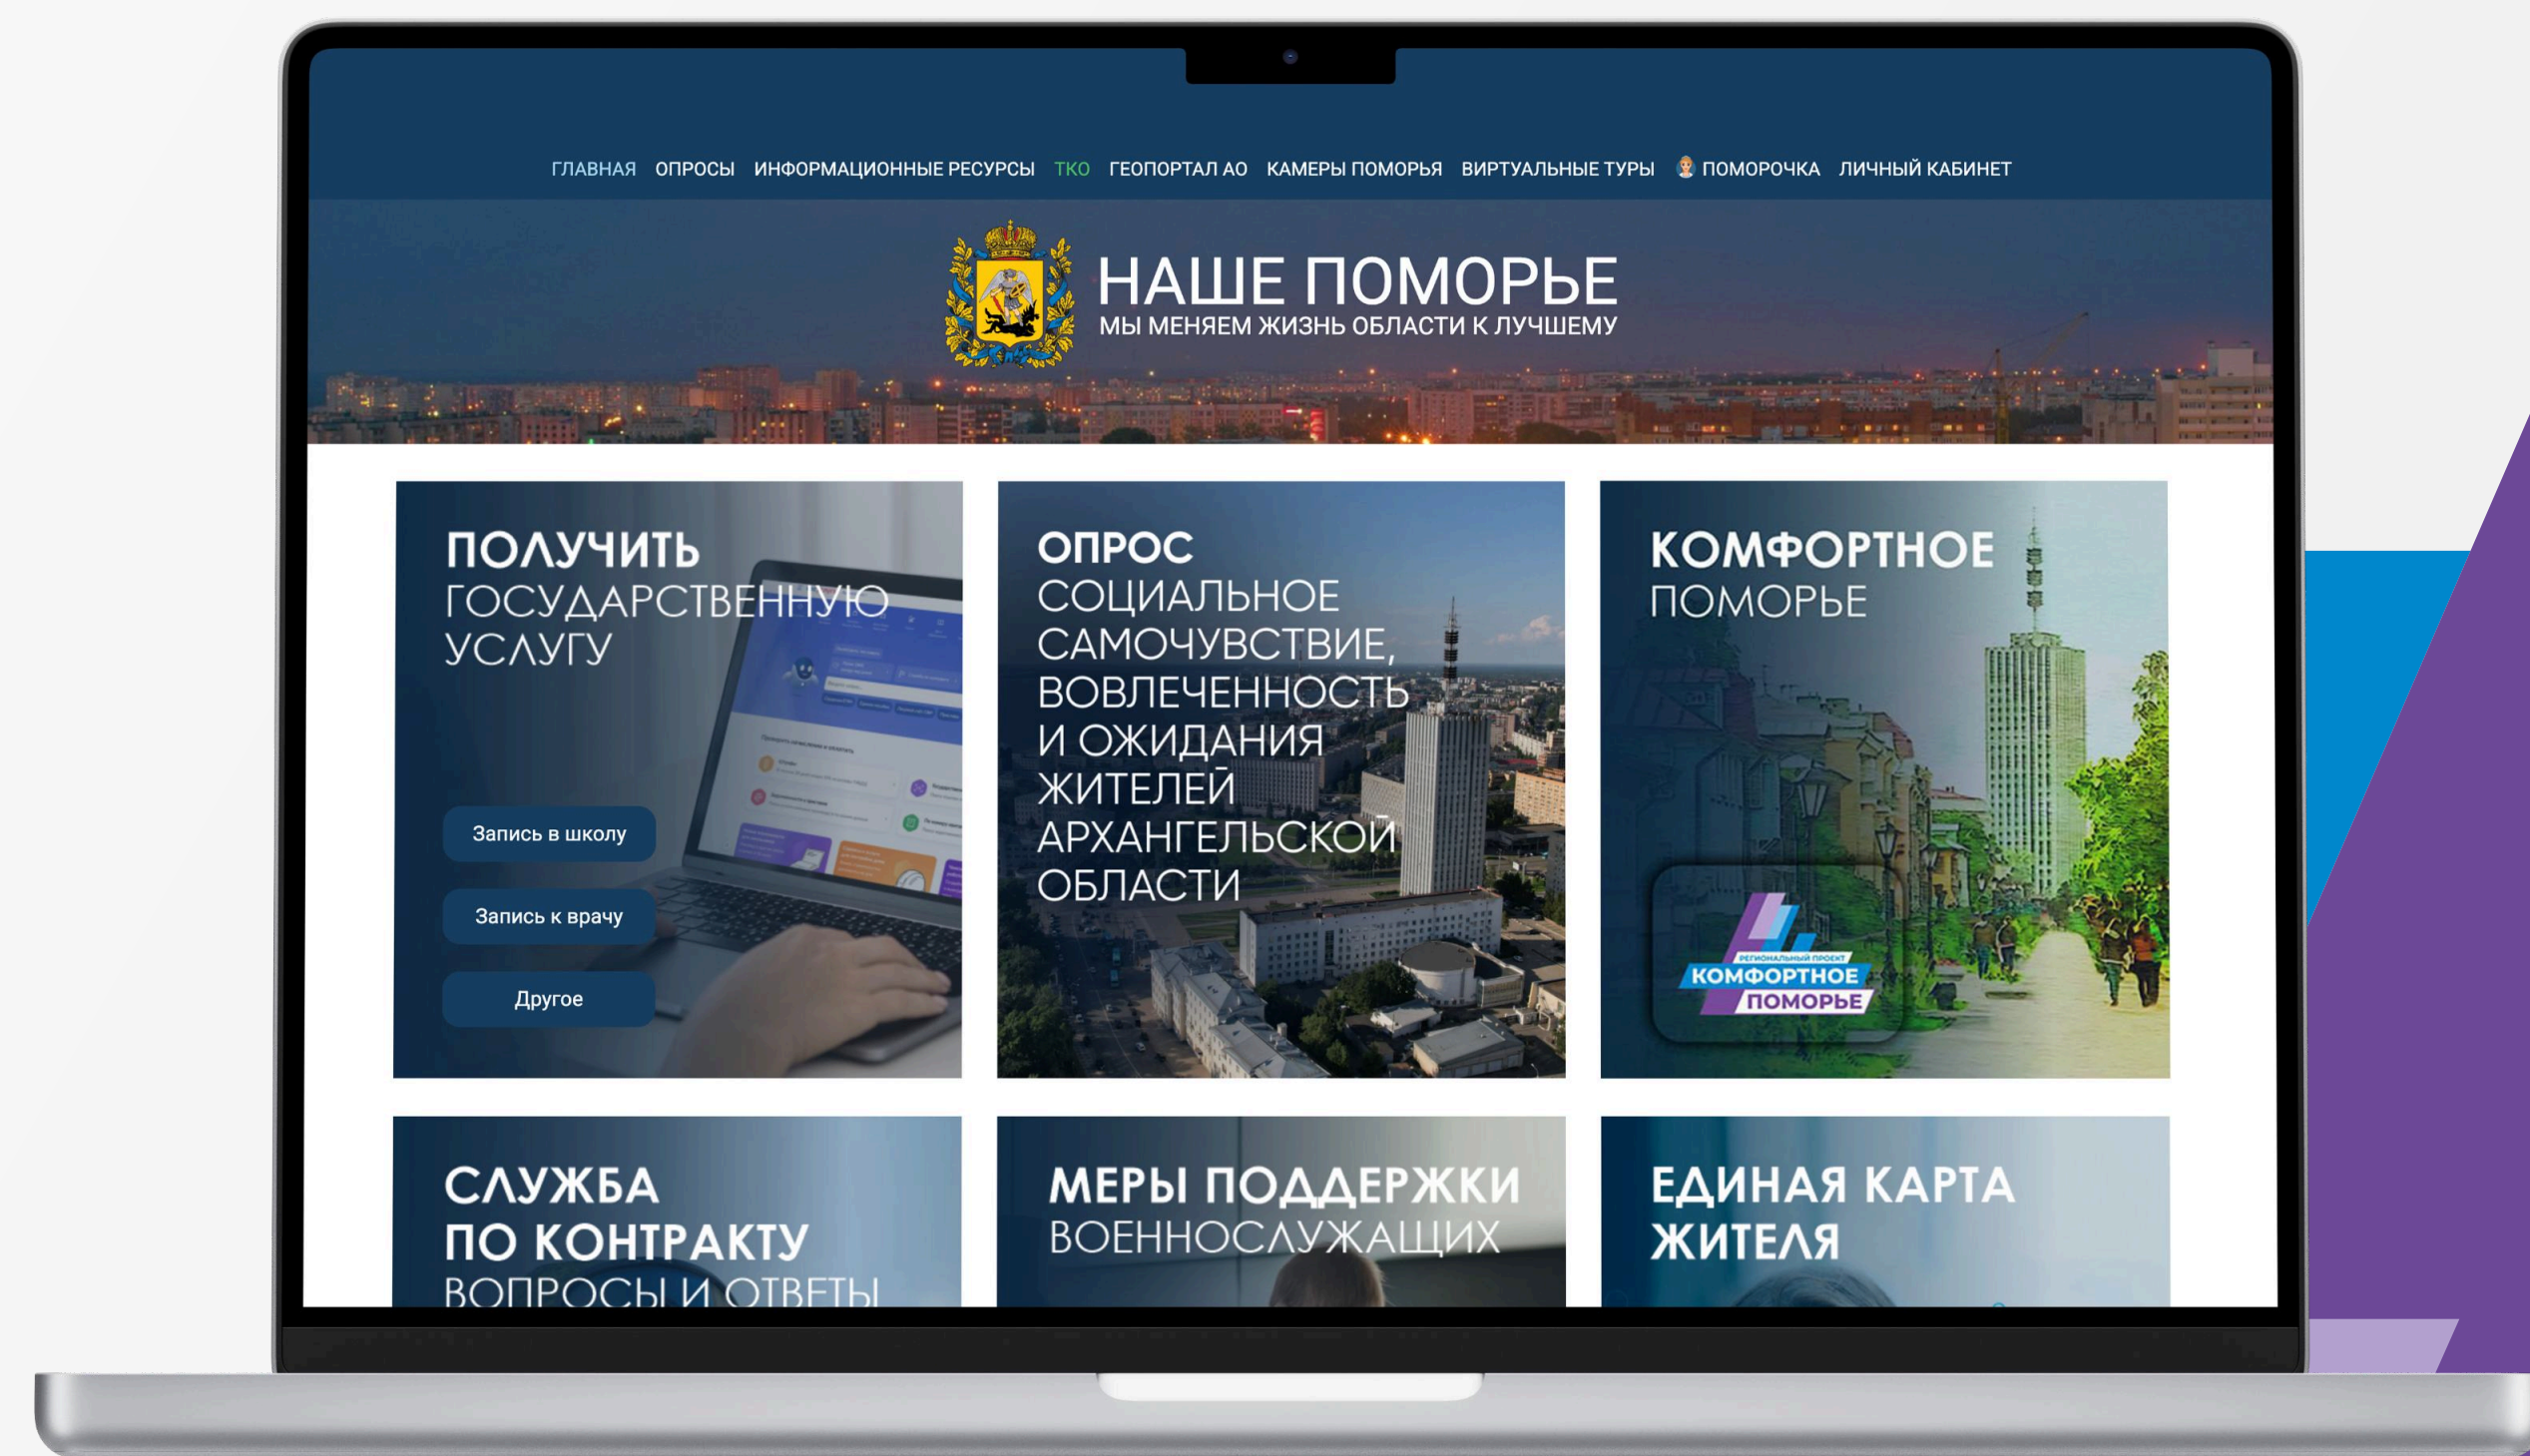 ГЛАВНАЯ ОПРОСЫ ИНФОРМАЦИОННЫЕ РЕСУРСЫ ТКО ГЕОПОРТАЛ АО КАМЕРЫ ПОМОРЬЯ ВИРТУАЛЬНЫЕ ТУРЫ ПОМОРОЧКА ЛИЧНЫЙ КАБИНЕТ
НАШЕ ПОМОРЬЕ
МЫ МЕНЯЕМ ЖИЗНЬ ОБЛАСТИ К ЛУЧШЕМУ
ПОЛУЧИТЬ
ГОСУДАРСТВЕННУЮ
УСЛУГУ
Запись в школу
Запись к врачу
Другое
ОПРОС
СОЦИАЛЬНОЕ
САМОЧУВСТВИЕ,
ВОВЛЕЧЕННОСТЬ
И ОЖИДАНИЯ
ЖИТЕЛЕЙ
АРХАНГЕЛЬСКОЙ
ОБЛАСТИ
КОМФОРТНОЕ
ПОМОРЬЕ
РЕГИОНАЛЬНЫЙ ПРОЕКТ
КОМФОРТНОЕ
ПОМОРЬЕ
СЛУЖБА
ПО КОНТРАКТУ
ВОПРОСЫ И ОТВЕТЫ
МЕРЫ ПОДДЕРЖКИ
ВОЕННОСЛУЖАЩИХ
ЕДИНАЯ КАРТА
ЖИТЕЛЯ